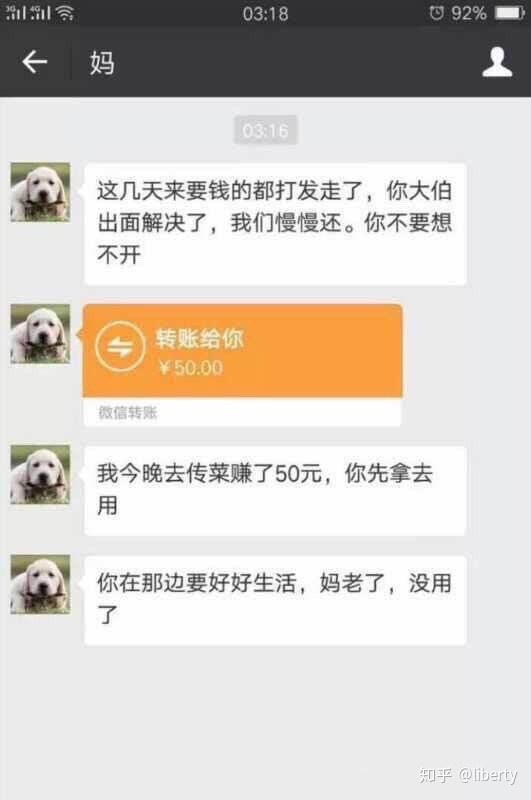 3G 4G 03:18 92%
妈
03:16
这几天来要钱的都打发走了，你大伯
出面解决了，我们慢慢还。你不要想
不开
转账给你
￥50.00
微信转账
我今晚去传菜赚了50元，你先拿去
用
你在那边要好好生活，妈老了，没用
了
知乎 @liberty